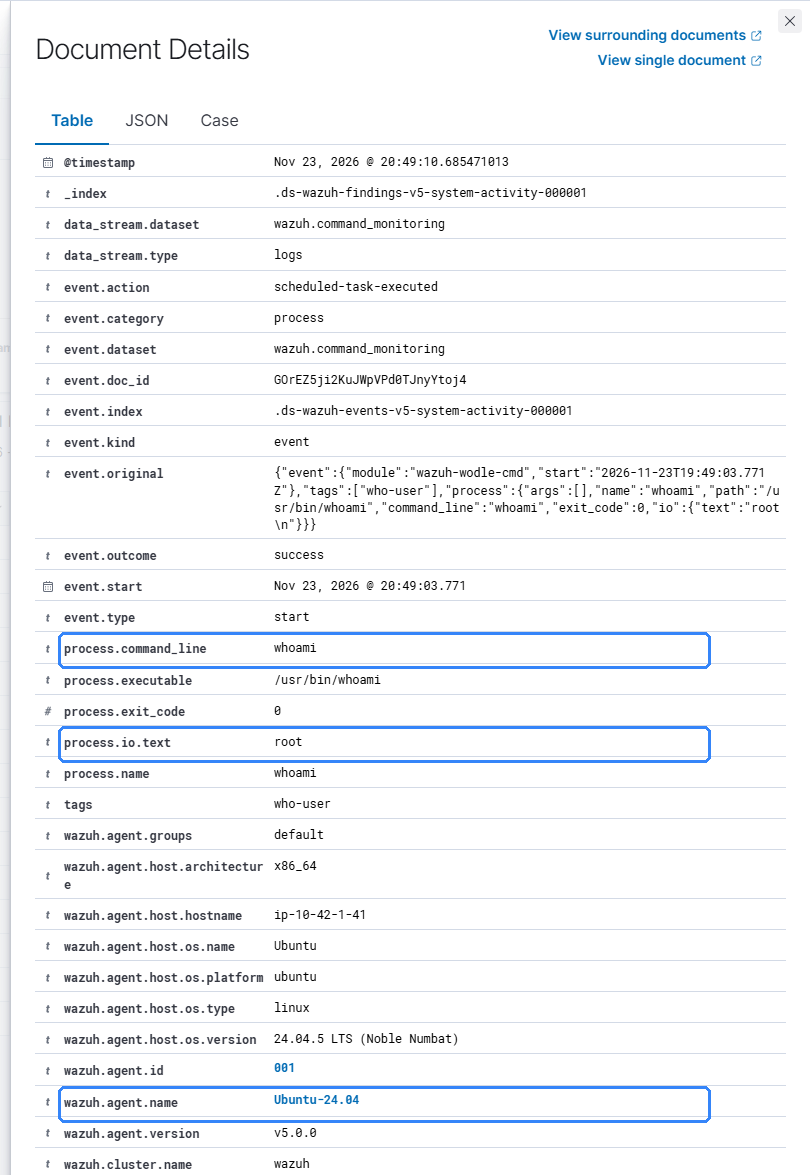 Document Details
View surrounding documents
View single document
Table JSON Case
@timestamp Nov 23, 2026 @ 20:49:10.685471013
t _index .ds-wazuh-findings-v5-system-activity-000001
t data_stream.dataset wazuh.command_monitoring
t data_stream.type logs
t event.action scheduled-task-executed
t event.category process
t event.dataset wazuh.command_monitoring
t event.doc_id GOrEZ5ji2KuJWpVPd0TJnyYtoj4
t event.index .ds-wazuh-events-v5-system-activity-000001
t event.kind event
t event.original {"event":{"module":"wazuh-wodle-cmd","start":"2026-11-23T19:49:03.771
Z"},"tags":["who-user"],"process":{"args":[],"name":"whoami","path":"/u
sr/bin/whoami","command_line":"whoami","exit_code":0,"io":{"text":"root
\n"}}}
t event.outcome success
event.start Nov 23, 2026 @ 20:49:03.771
t event.type start
t process.command_line whoami
t process.executable /usr/bin/whoami
# process.exit_code 0
t process.io.text root
t process.name whoami
t tags who-user
t wazuh.agent.groups default
t wazuh.agent.host.architectur x86_64
e
t wazuh.agent.host.hostname ip-10-42-1-41
t wazuh.agent.host.os.name Ubuntu
t wazuh.agent.host.os.platform ubuntu
t wazuh.agent.host.os.type linux
t wazuh.agent.host.os.version 24.04.5 LTS (Noble Numbat)
t wazuh.agent.id 001
t wazuh.agent.name Ubuntu-24.04
t wazuh.agent.version v5.0.0
t wazuh.cluster.name wazuh